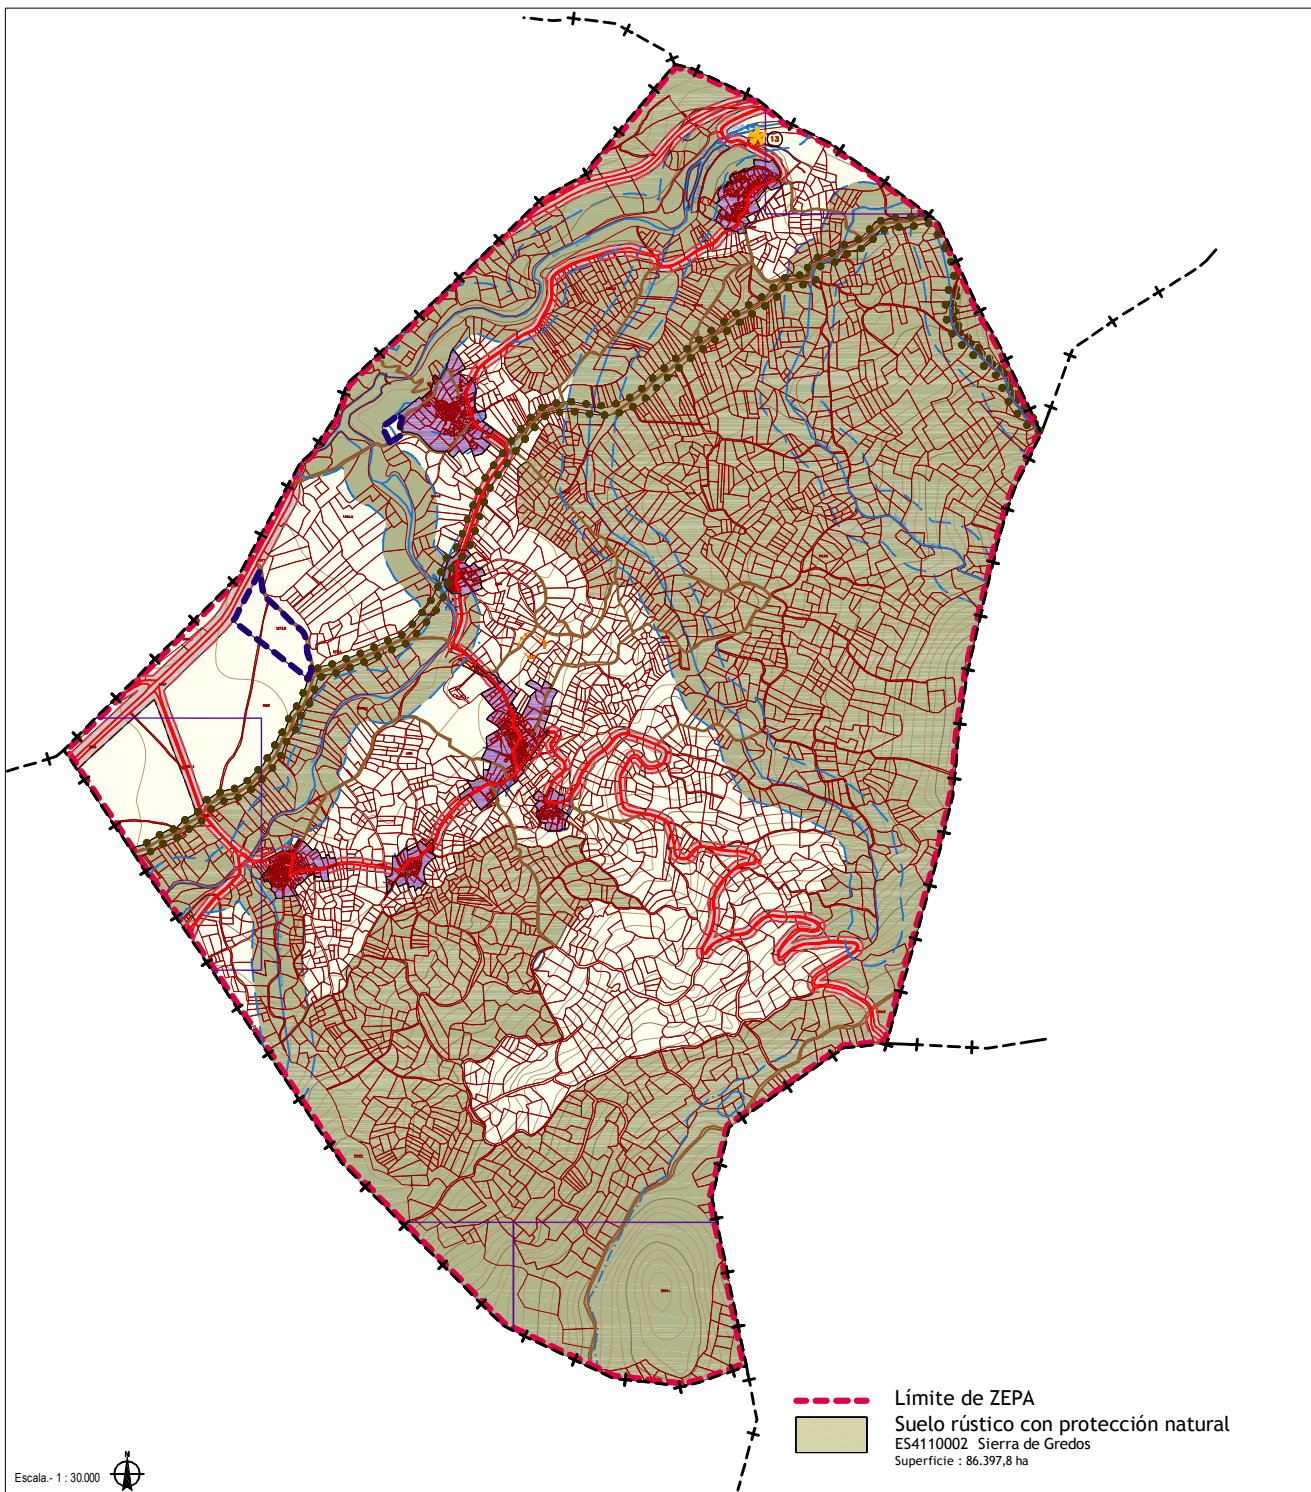 13
Límite de ZEPA
Suelo rústico con protección natural
ES4110002 Sierra de Gredos
Superficie : 86.397,8 ha
N
Escala.- 1 : 30.000